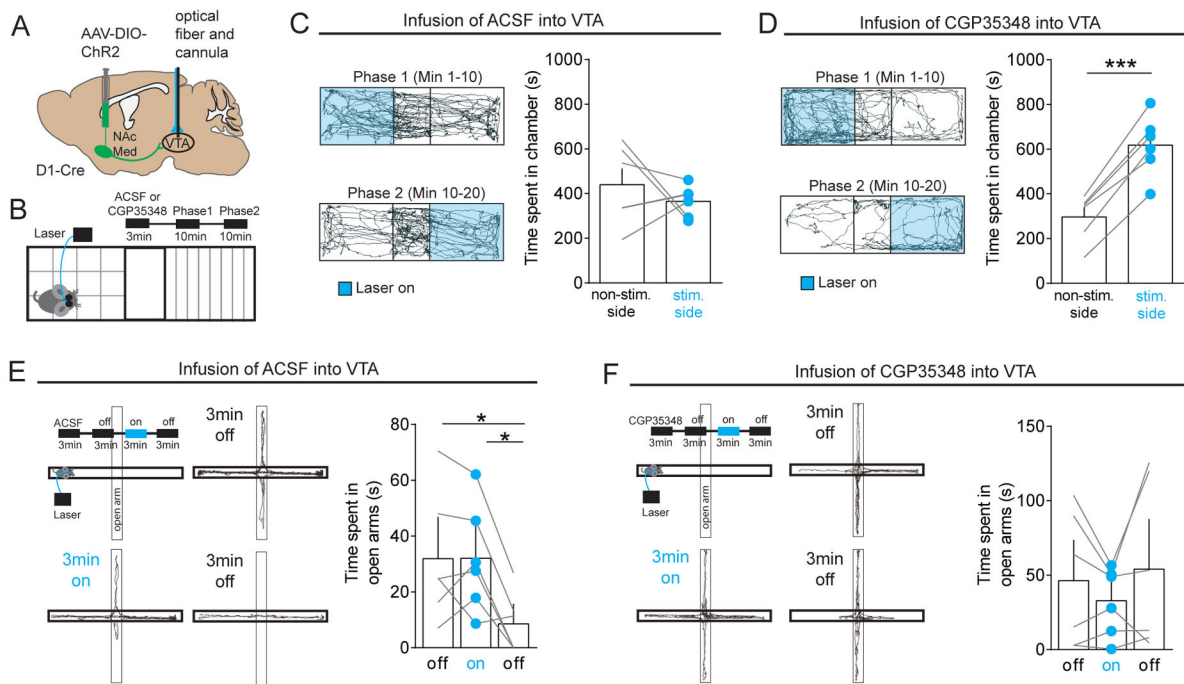 A
AAV-DIO-
ChR2
optical
fiber and
cannula
NAc
Med
VTA
D1-Cre
B
ACSF or
CGP35348 Phase1 Phase2
3min 10min 10min
Laser
C
Infusion of ACSF into VTA
Phase 1 (Min 1-10)
Phase 2 (Min 10-20)
Laser on
Time spent in chamber (s)
1000
800
600
400
200
0
non-stim.
side
stim.
side
D
Infusion of CGP35348 into VTA
Phase 1 (Min 1-10)
Phase 2 (Min 10-20)
Laser on
Time spent in chamber (s)
1000
800
600
400
200
0
***
non-stim.
side
stim.
side
E
Infusion of ACSF into VTA
ACSF off on off
3min 3min 3min 3min
Laser
open arm
3min
off
3min
on
3min
off
Time spent in
open arms (s)
80
60
40
20
0
*
*
off on off
F
Infusion of CGP35348 into VTA
CGP35348 off on off
3min 3min 3min 3min
Laser
open arm
3min
off
3min
on
3min
off
Time spent in
open arms (s)
150
100
50
0
off on off